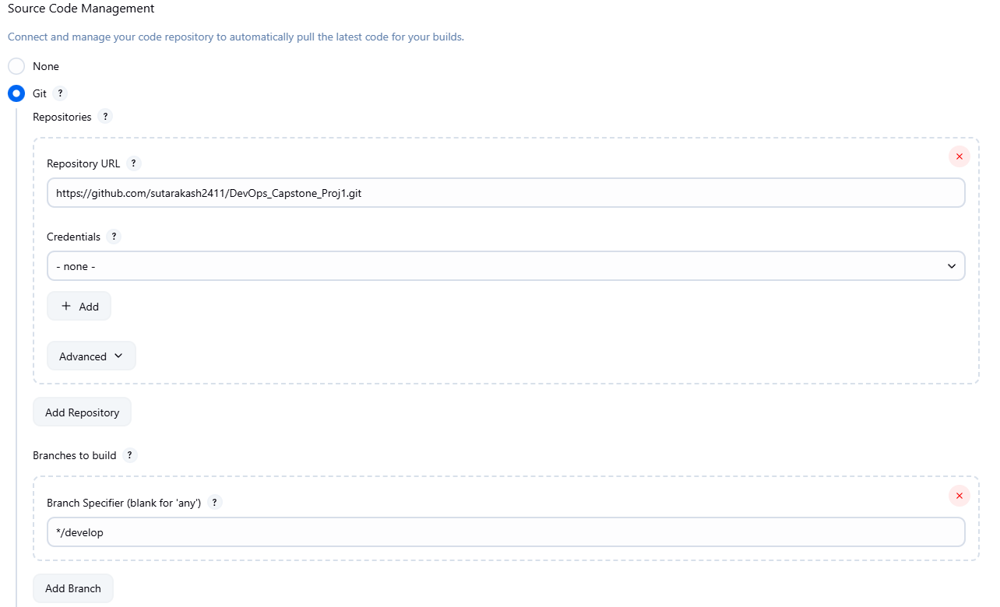 Source Code Management
Connect and manage your code repository to automatically pull the latest code for your builds.
None
Git ?
Repositories ?
Repository URL ?
https://github.com/sutarakash2411/DevOps_Capstone_Proj1.git
Credentials ?
- none -
+ Add
Advanced
Add Repository
Branches to build ?
Branch Specifier (blank for 'any') ?
*/develop
Add Branch